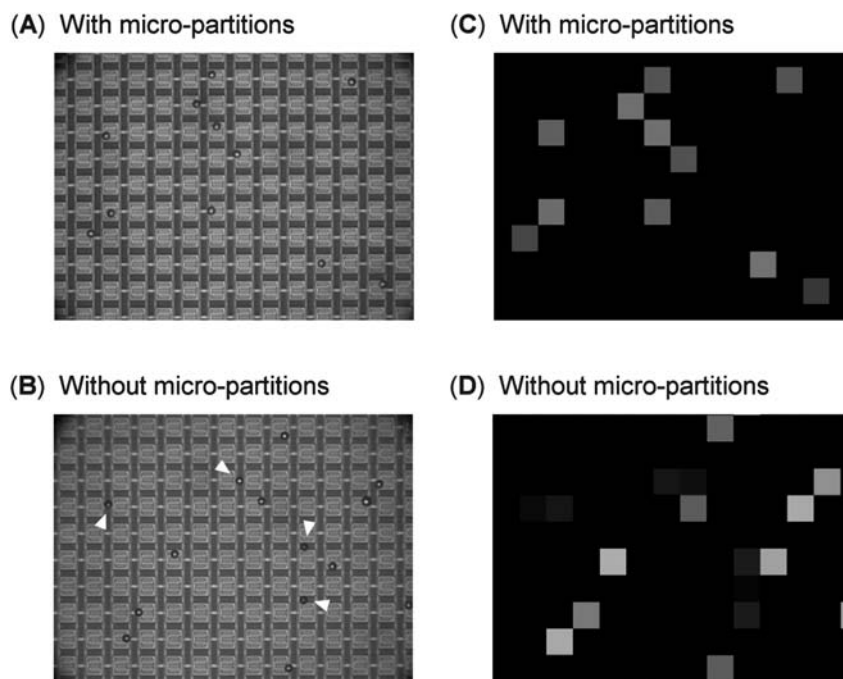 (A) With micro-partitions
(C) With micro-partitions
(B) Without micro-partitions
(D) Without micro-partitions